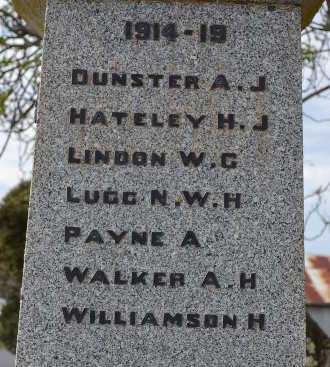 1914-19
DUNSTER A.J
HATELEY H.J
LINDON W.G
LUGG N.W.H
PAYNE A
WALKER A.H
WILLIAMSON H